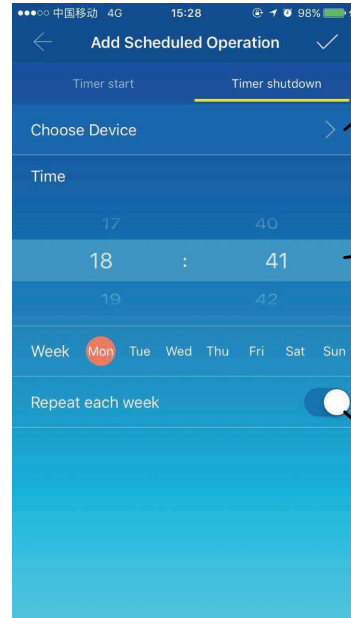 中国移动 4G 15:28 98%
Add Scheduled Operation
Timer start Timer shutdown
Choose Device
Time
17 40
18 : 41
19 42
Week Mon Tue Wed Thu Fri Sat Sun
Repeat each week